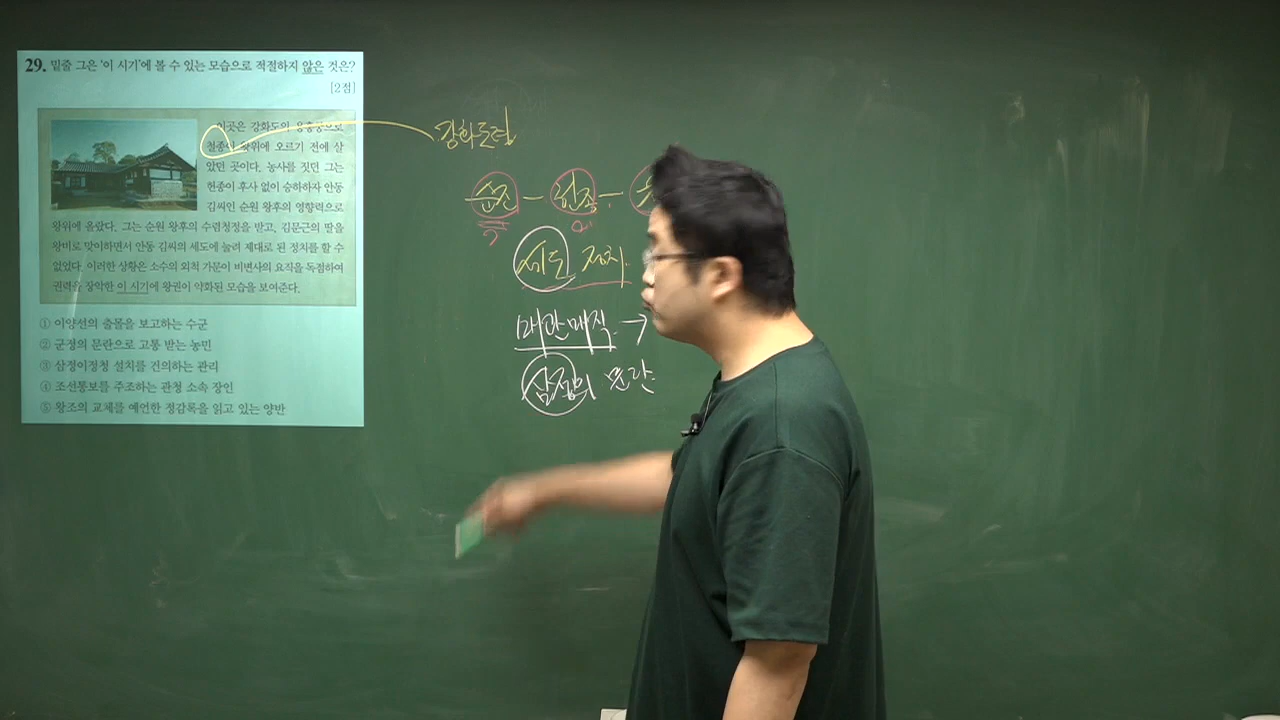 29. 밑줄 그은 '이 시기'에 볼 수 있는 모습으로 적절하지 않은 것은?
[2점]
이곳은 강화도의 용흥궁으로
철종이 왕위에 오르기 전에 살
았던 곳이다. 농사를 짓던 그는
헌종이 후사 없이 승하하자 안동
김씨인 순원 왕후의 영향력으로
왕위에 올랐다. 그는 순원 왕후의 수렴청정을 받고, 김문근의 딸을
왕비로 맞이하면서 안동 김씨의 세도에 눌려 제대로 된 정치를 할 수
없었다. 이러한 상황은 소수의 외척 가문이 비변사의 요직을 독점하여
권력을 장악한 이 시기에 왕권이 약화된 모습을 보여준다.
① 이양선의 출몰을 보고하는 수군
② 군정의 문란으로 고통 받는 농민
③ 삼정이정청 설치를 건의하는 관리
④ 조선통보를 주조하는 관청 소속 장인
⑤ 왕조의 교체를 예언한 정감록을 읽고 있는 양반
강화도령
순조 - 헌종 -
세도 정치.
매관매직 →
삼정의 문란.